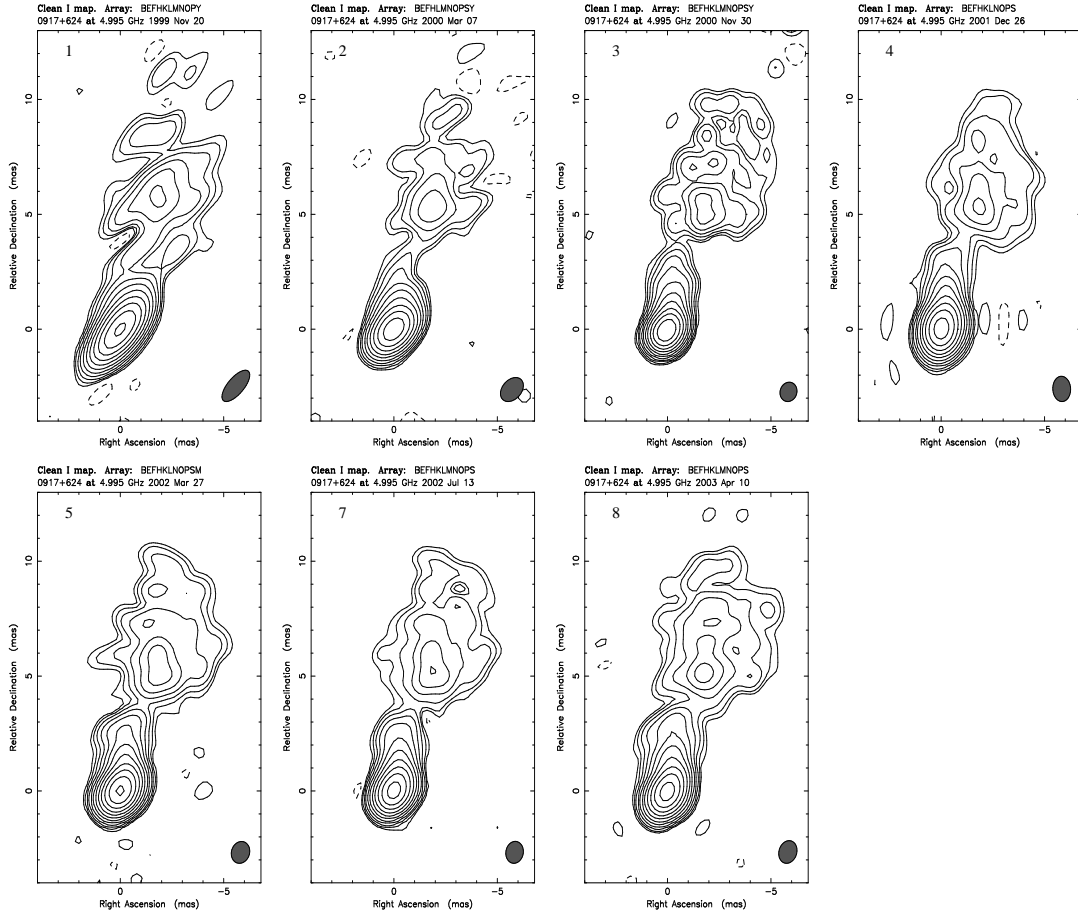 Clean I map. Array: BEFHKLMNOPY
0917+624 at 4.995 GHz 1999 Nov 20
1
10
5
0
Relative Declination (mas)
0
−5
Right Ascension (mas)
Clean I map. Array: BEFHKLMNOPSY
0917+624 at 4.995 GHz 2000 Mar 07
2
10
5
0
Relative Declination (mas)
0
−5
Right Ascension (mas)
Clean I map. Array: BEFHKLMNOPSY
0917+624 at 4.995 GHz 2000 Nov 30
3
10
5
0
Relative Declination (mas)
0
−5
Right Ascension (mas)
Clean I map. Array: BEFHKLNOPS
0917+624 at 4.995 GHz 2001 Dec 26
4
10
5
0
Relative Declination (mas)
0
−5
Right Ascension (mas)
Clean I map. Array: BEFHKLNOPSM
0917+624 at 4.995 GHz 2002 Mar 27
5
10
5
0
Relative Declination (mas)
0
−5
Right Ascension (mas)
Clean I map. Array: BEFHKLMNOPS
0917+624 at 4.995 GHz 2002 Jul 13
7
10
5
0
Relative Declination (mas)
0
−5
Right Ascension (mas)
Clean I map. Array: BEFHKLMNOPS
0917+624 at 4.995 GHz 2003 Apr 10
8
10
5
0
Relative Declination (mas)
0
−5
Right Ascension (mas)